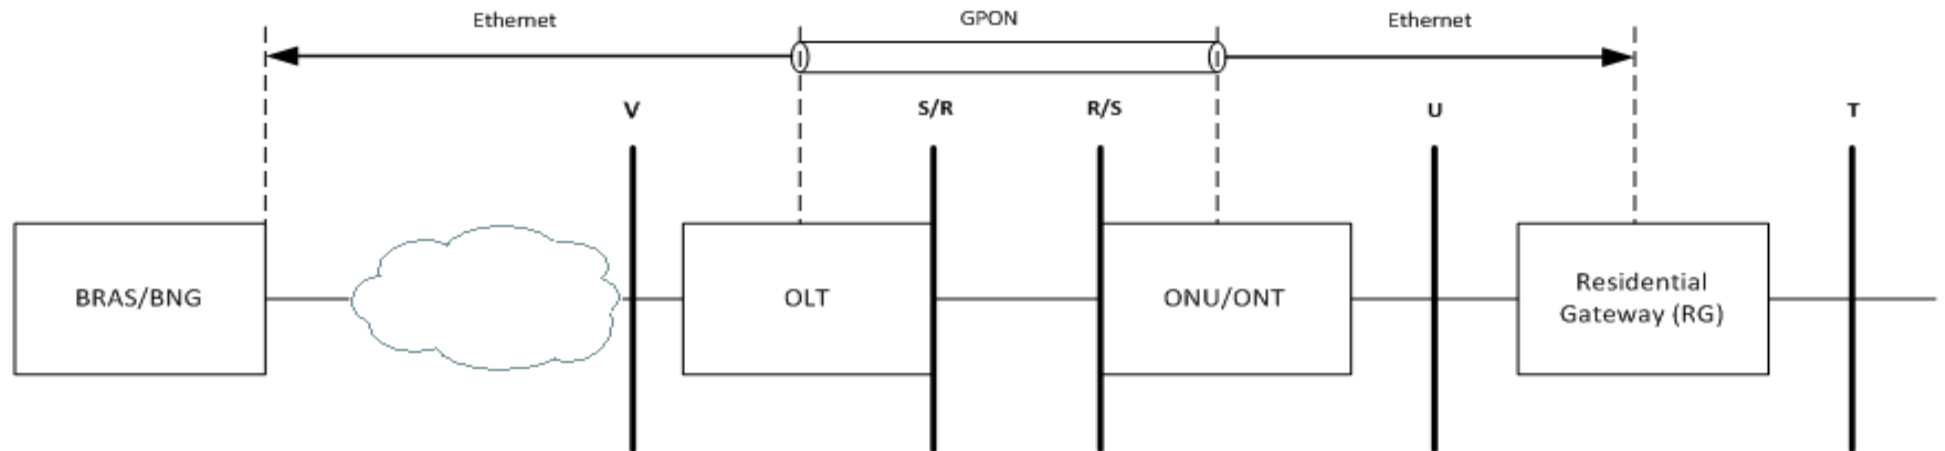 Ethernet
GPON
Ethernet
V
S/R
R/S
U
T
BRAS/BNG
OLT
ONU/ONT
Residential
Gateway (RG)